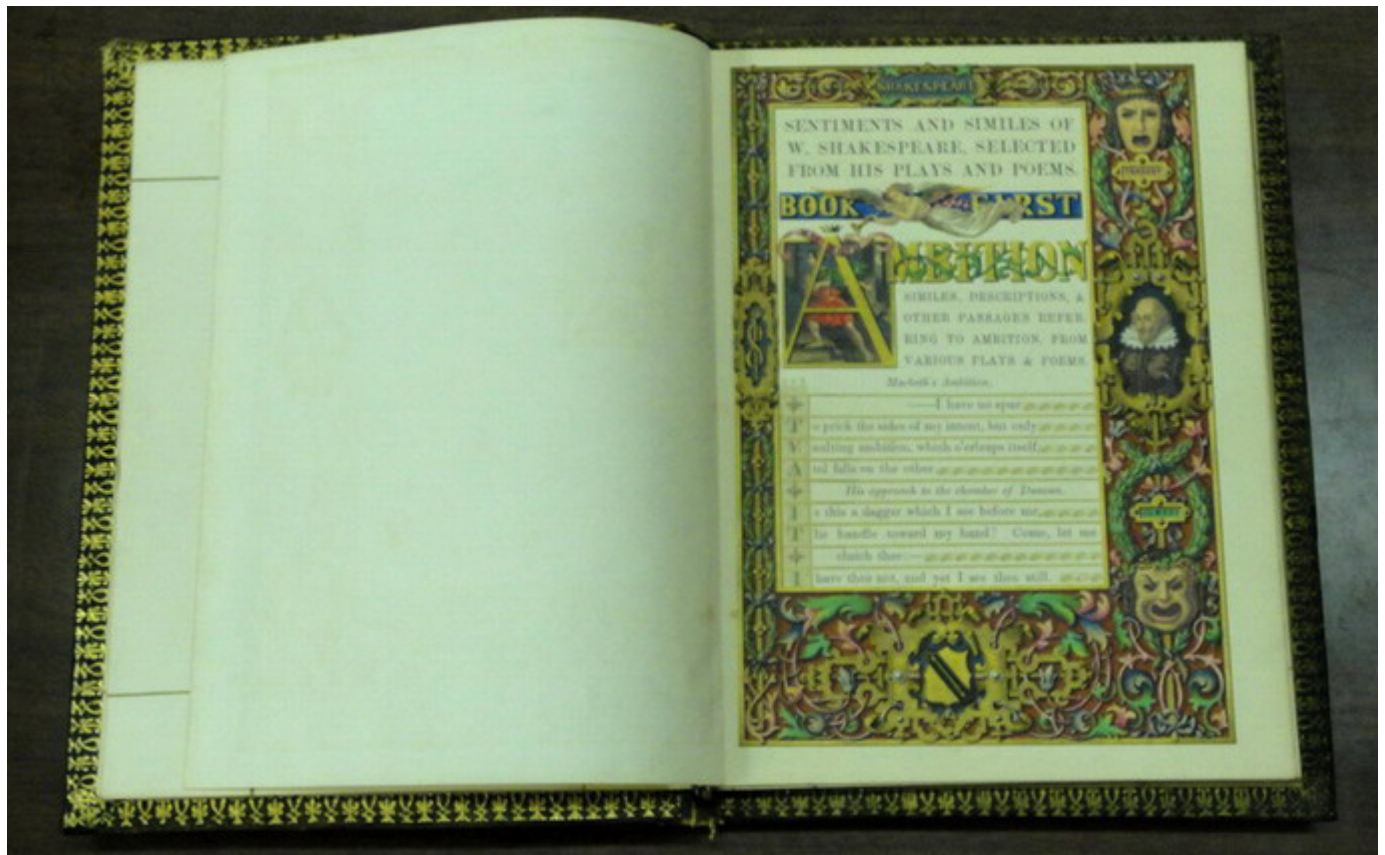 SHAKESPEARE
SENTIMENTS AND SIMILES OF
W. SHAKESPEARE, SELECTED
FROM HIS PLAYS AND POEMS.
BOOK THE FIRST
AMBITION
SIMILES, DESCRIPTIONS, &
OTHER PASSAGES REFER-
RING TO AMBITION, FROM
VARIOUS PLAYS & POEMS.
Macbeth's Ambition.
—I have no spur
To prick the sides of my intent, but only
Vaulting ambition, which o'erleaps itself,
And falls on the other
His approach to the chamber of Duncan.
Is this a dagger which I see before me,
The handle toward my hand? Come, let me
clutch thee:—
I have thee not, and yet I see thee still.
TRAGEDY
COMEDY